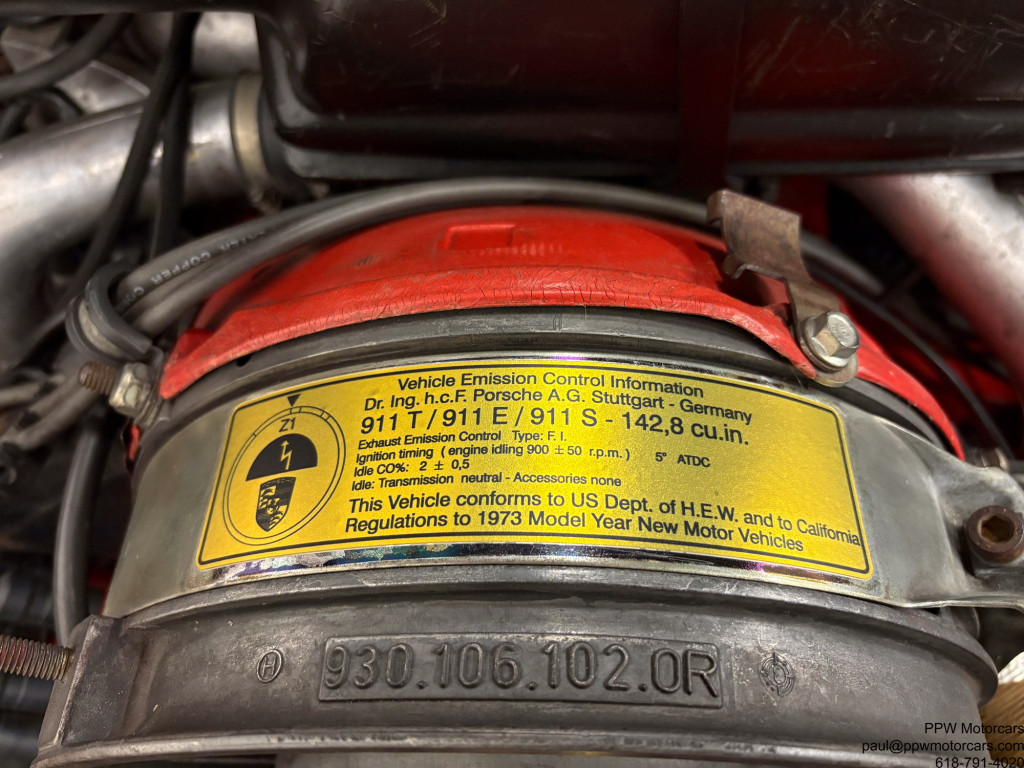 COPPER
Vehicle Emission Control Information
Dr. Ing. h.c.F. Porsche A.G. Stuttgart - Germany
911 T / 911 E / 911 S - 142,8 cu.in.
Exhaust Emission Control Type: F. I.
Ignition timing ( engine idling 900 ± 50 r.p.m. ) 5° ATDC
Idle CO%: 2 ± 0,5
Idle: Transmission neutral - Accessories none
This Vehicle conforms to US Dept. of H.E.W. and to California
Regulations to 1973 Model Year New Motor Vehicles
Z1
H 930.106.102.0R
PPW Motorcars
paul@ppwmotorcars.com
618-791-4020